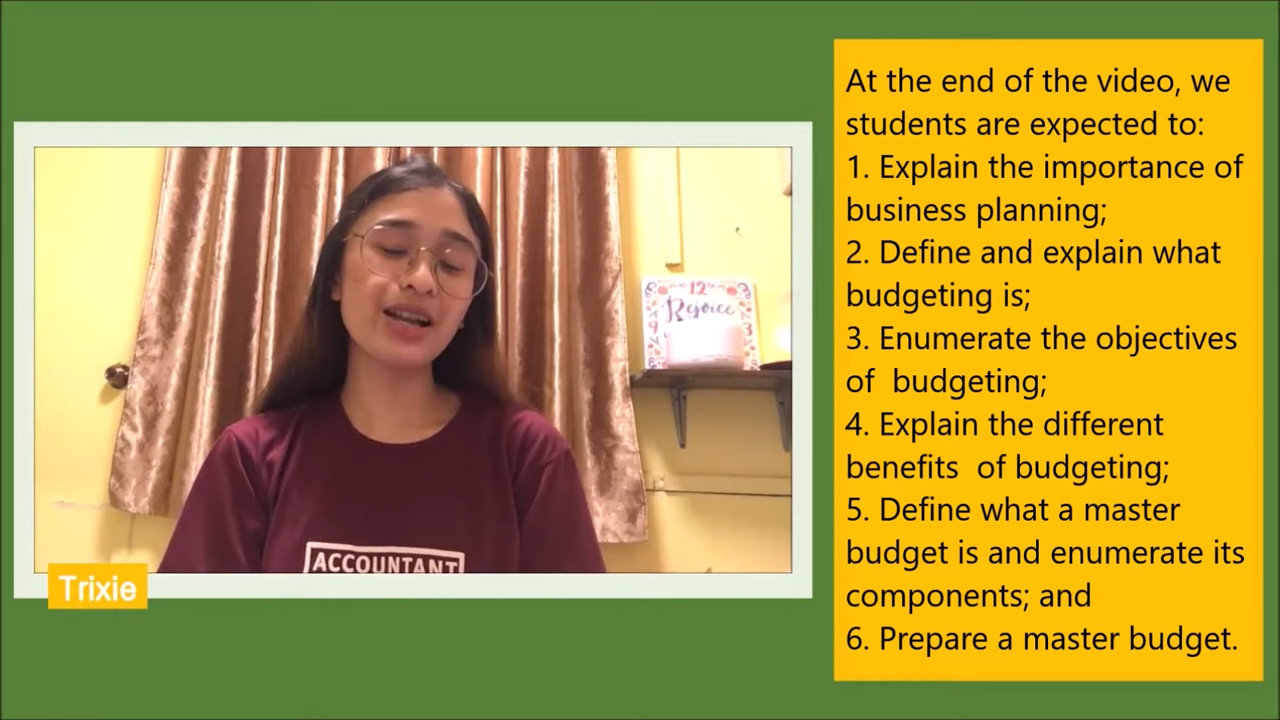 At the end of the video, we
students are expected to:
1. Explain the importance of
business planning;
2. Define and explain what
budgeting is;
3. Enumerate the objectives
of  budgeting;
4. Explain the different
benefits  of budgeting;
5. Define what a master
budget is and enumerate its
components; and
6. Prepare a master budget.
12
Rejoice
9
3
ACCOUNTANT
Trixie